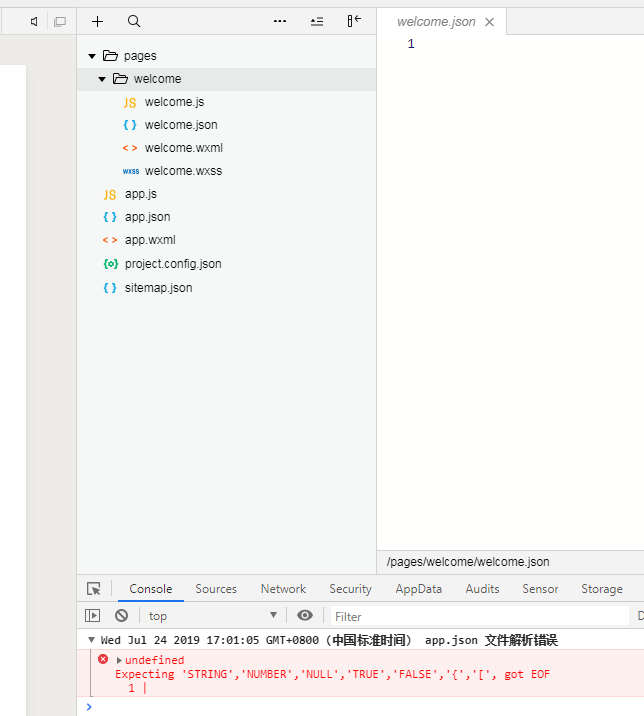 welcome.json
pages
welcome
JS welcome.js
{ } welcome.json
< > welcome.wxml
wxss welcome.wxss
JS app.js
{ } app.json
< > app.wxml
{o} project.config.json
{ } sitemap.json
1
/pages/welcome/welcome.json
Console Sources Network Security AppData Audits Sensor Storage
top Filter D
Wed Jul 24 2019 17:01:05 GMT+0800 (中国标准时间) app.json 文件解析错误
undefined
Expecting 'STRING','NUMBER','NULL','TRUE','FALSE','{','[', got EOF
1 |
>